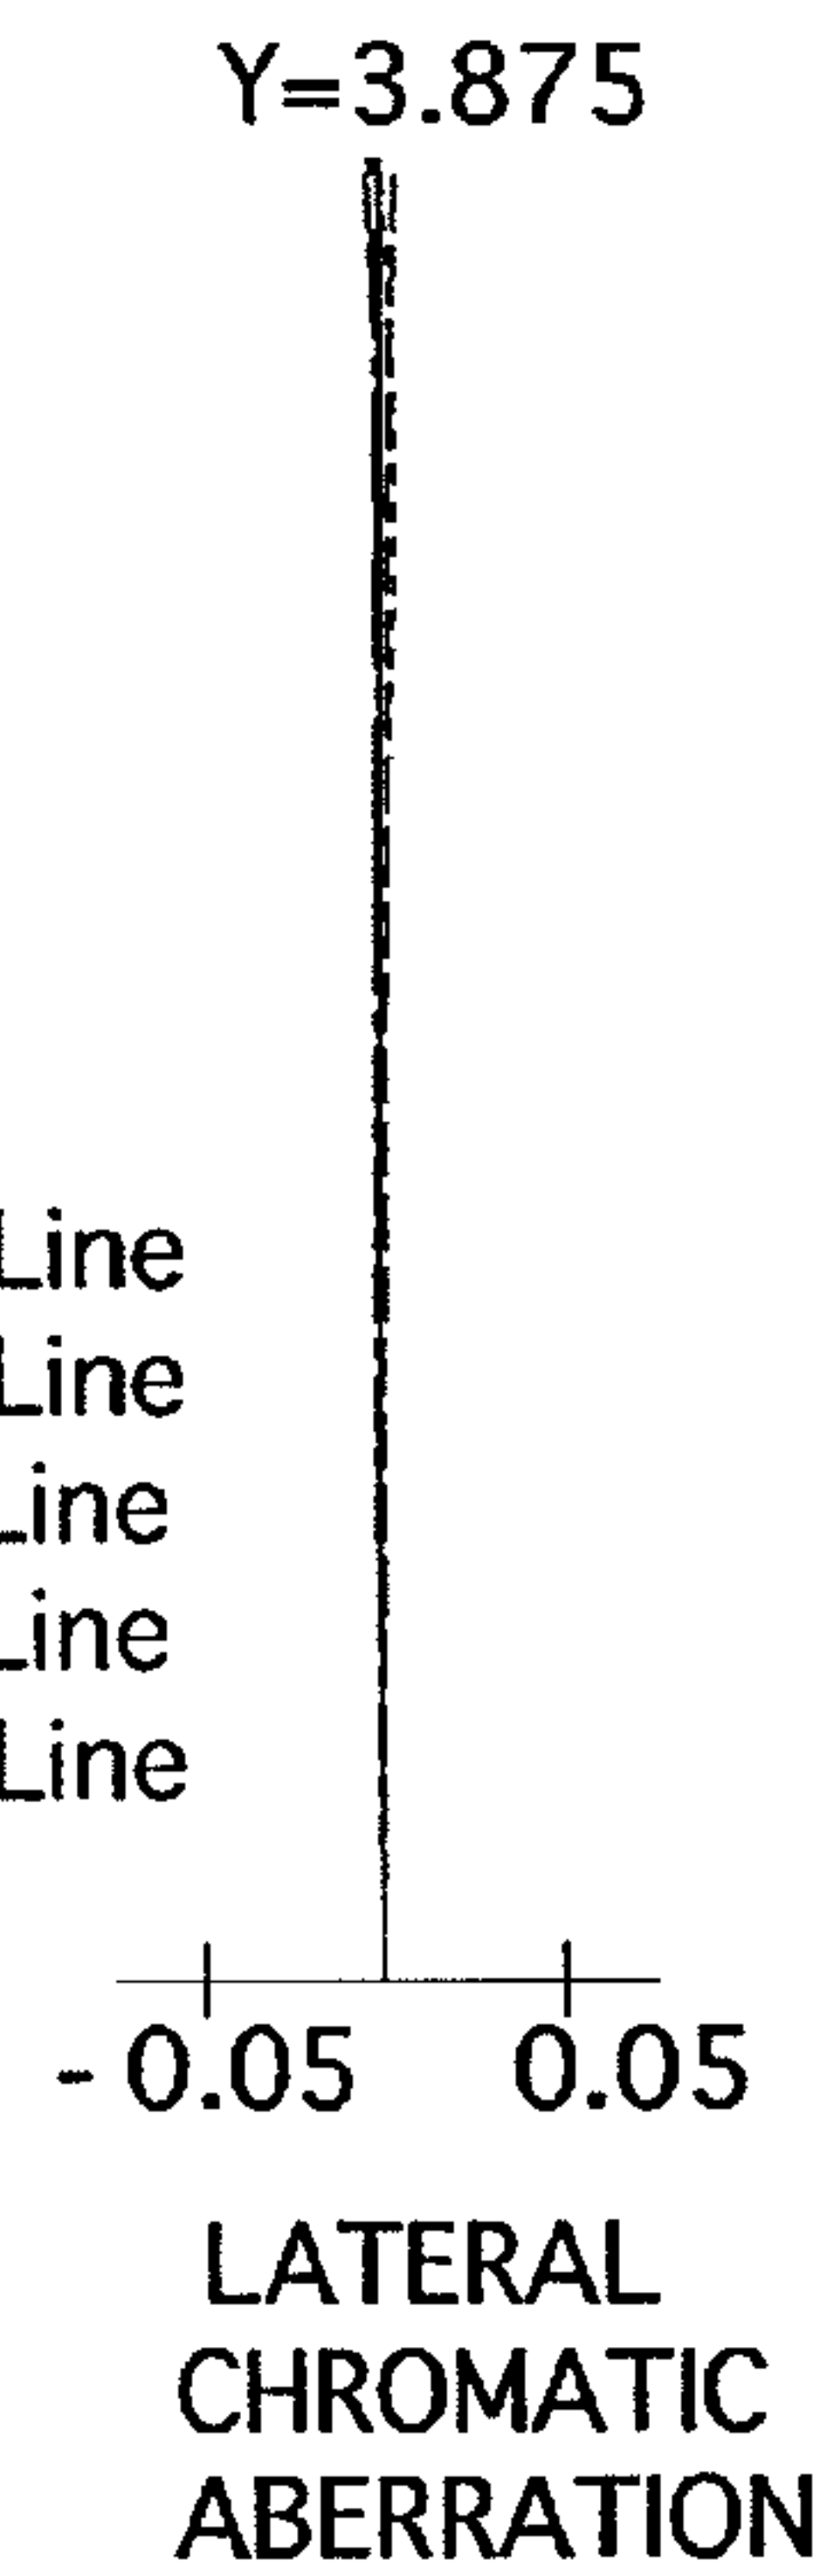 Y=3.875
Line
Line
Line
Line
Line
- 0.05 0.05
LATERAL
CHROMATIC
ABERRATION